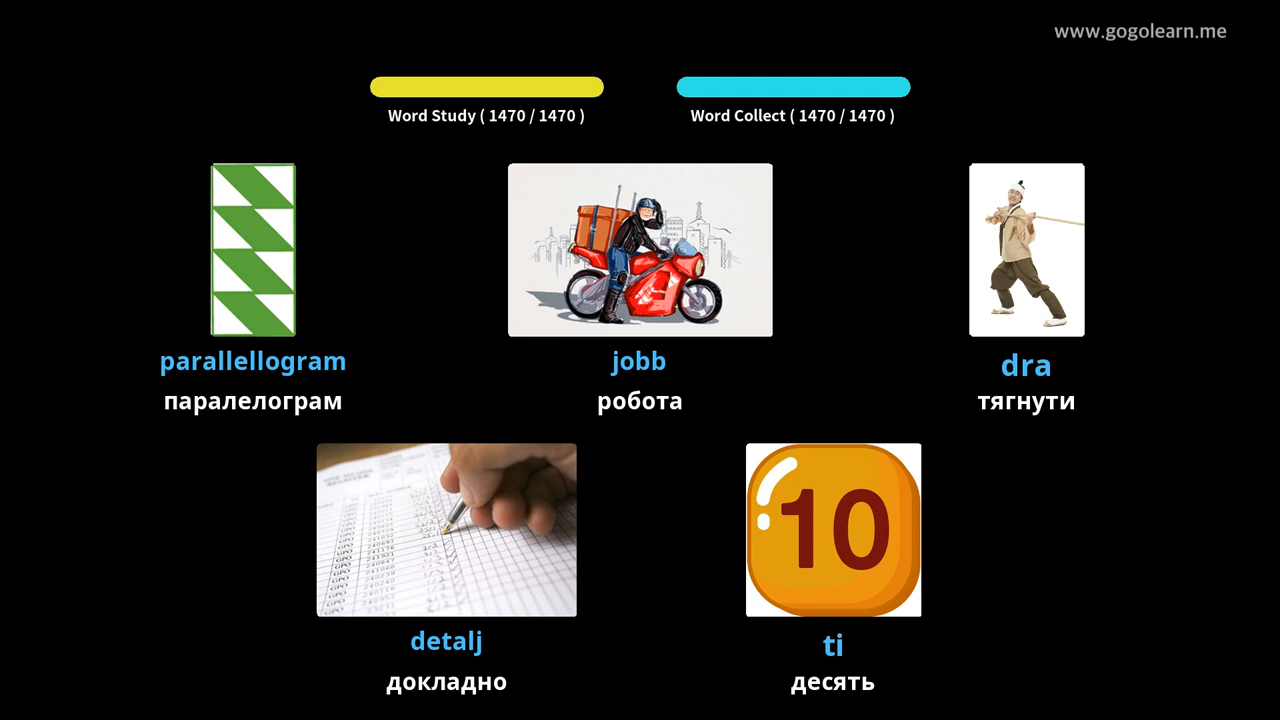 www.gogolearn.me
Word Study ( 1470 / 1470 )
Word Collect ( 1470 / 1470 )
parallellogram
паралелограм
jobb
робота
dra
тягнути
10
detalj
докладно
ti
десять